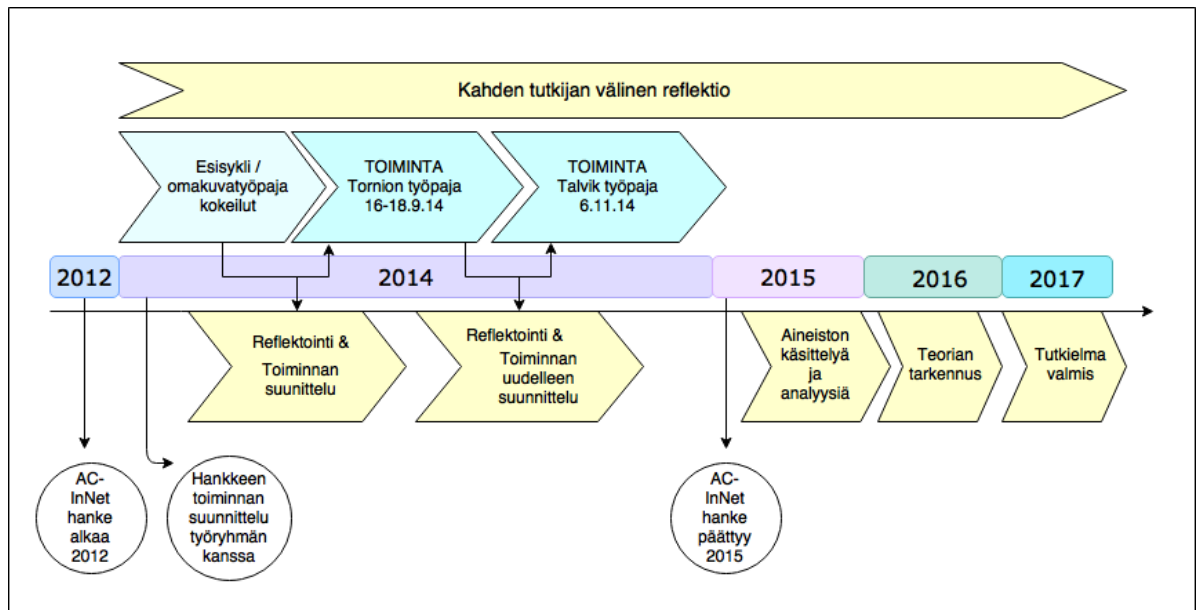 Kahden tutkijan välinen reflektio
Esisykli /
omakuvatyöpaja
kokeilut
TOIMINTA
Tornion työpaja
16-18.9.14
TOIMINTA
Talvik työpaja
6.11.14
2012
2014
2015
2016
2017
Reflektointi &
Toiminnan
suunittelu
Reflektointi &
Toiminnan
uudelleen
suunnittelu
Aineiston
käsittelyä
ja
analyysiä
Teorian
tarkennus
Tutkielma
valmis
AC-
InNet
hanke
alkaa
2012
Hankkeen
toiminnan
suunnittelu
työryhmän
kanssa
AC-
InNet
hanke
päättyy
2015